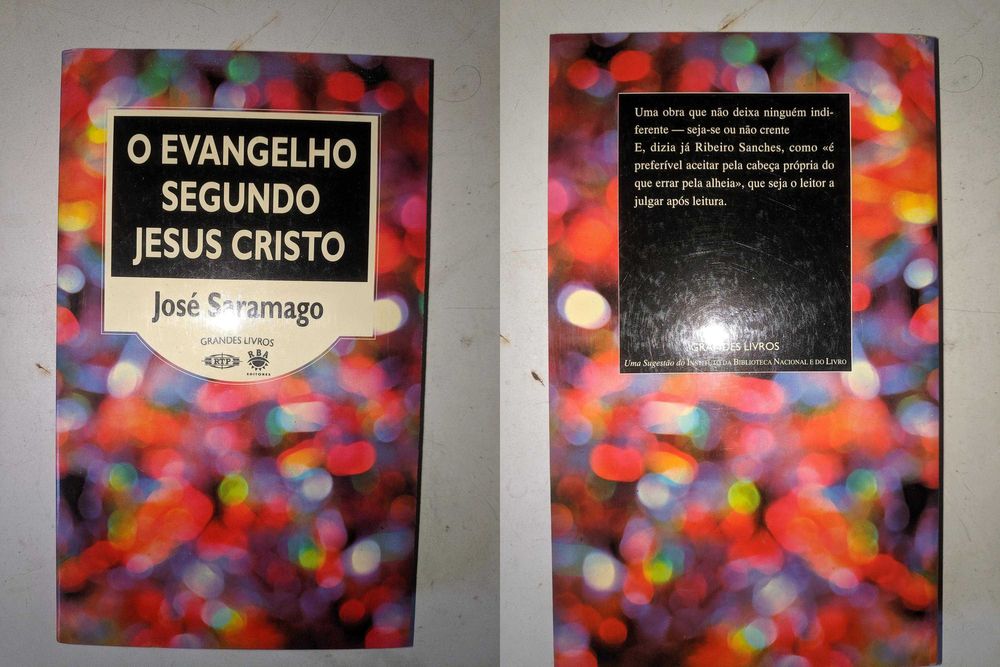 O EVANGELHO
SEGUNDO
JESUS CRISTO
José Saramago
GRANDES LIVROS
RTP
RBA
EDITORES
Uma obra que não deixa ninguém indi-
ferente — seja-se ou não crente
E, dizia já Ribeiro Sanches, como «é
preferível aceitar pela cabeça própria do
que errar pela alheia», que seja o leitor a
julgar após leitura.
GRANDES LIVROS
Uma Sugestão do INSTITUTO DA BIBLIOTECA NACIONAL E DO LIVRO